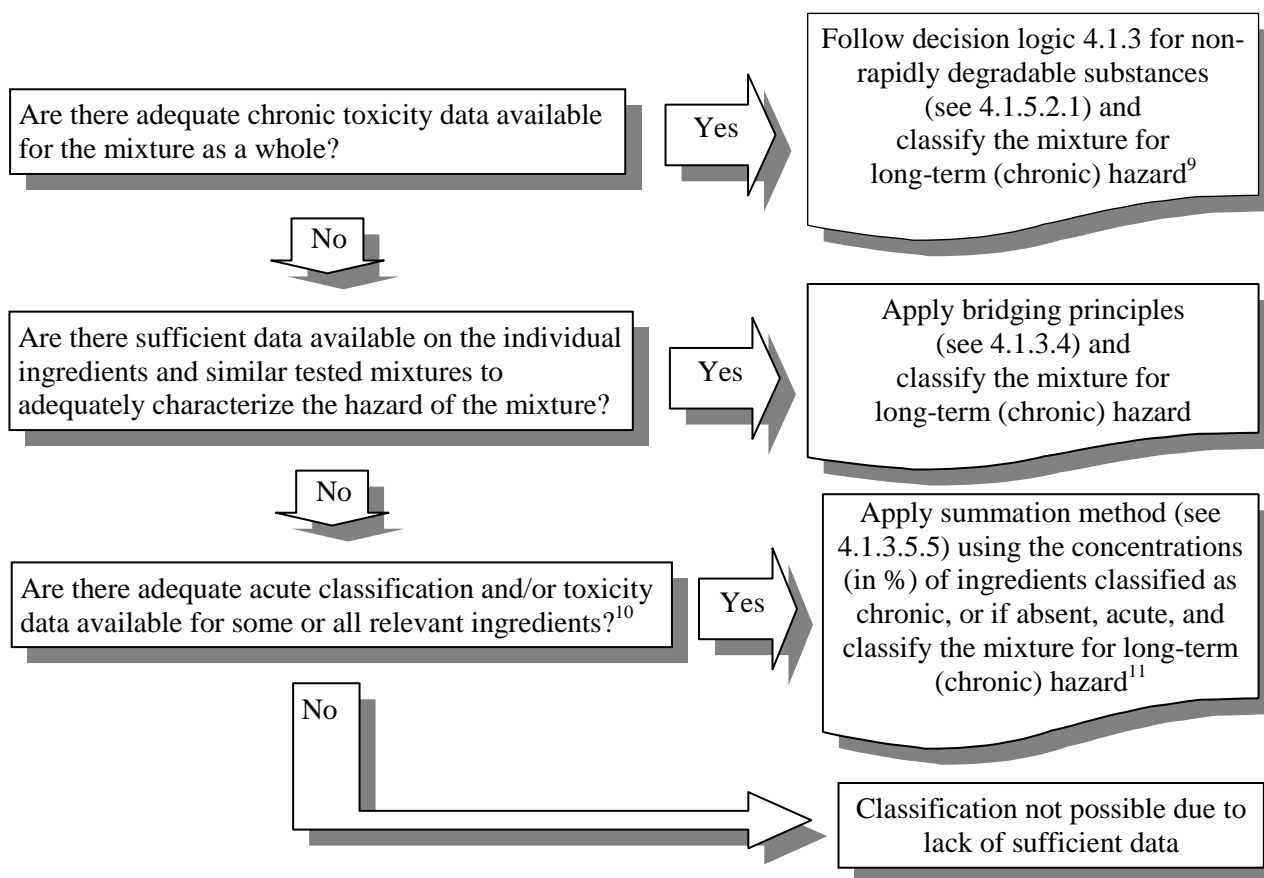 Are there adequate chronic toxicity data available
for the mixture as a whole?
Yes
Follow decision logic 4.1.3 for non-
rapidly degradable substances
(see 4.1.5.2.1) and
classify the mixture for
long-term (chronic) hazard⁹
No
Are there sufficient data available on the individual
ingredients and similar tested mixtures to
adequately characterize the hazard of the mixture?
Yes
Apply bridging principles
(see 4.1.3.4) and
classify the mixture for
long-term (chronic) hazard
No
Are there adequate acute classification and/or toxicity
data available for some or all relevant ingredients?¹⁰
Yes
Apply summation method (see
4.1.3.5.5) using the concentrations
(in %) of ingredients classified as
chronic, or if absent, acute, and
classify the mixture for long-term
(chronic) hazard¹¹
No
Classification not possible due to
lack of sufficient data